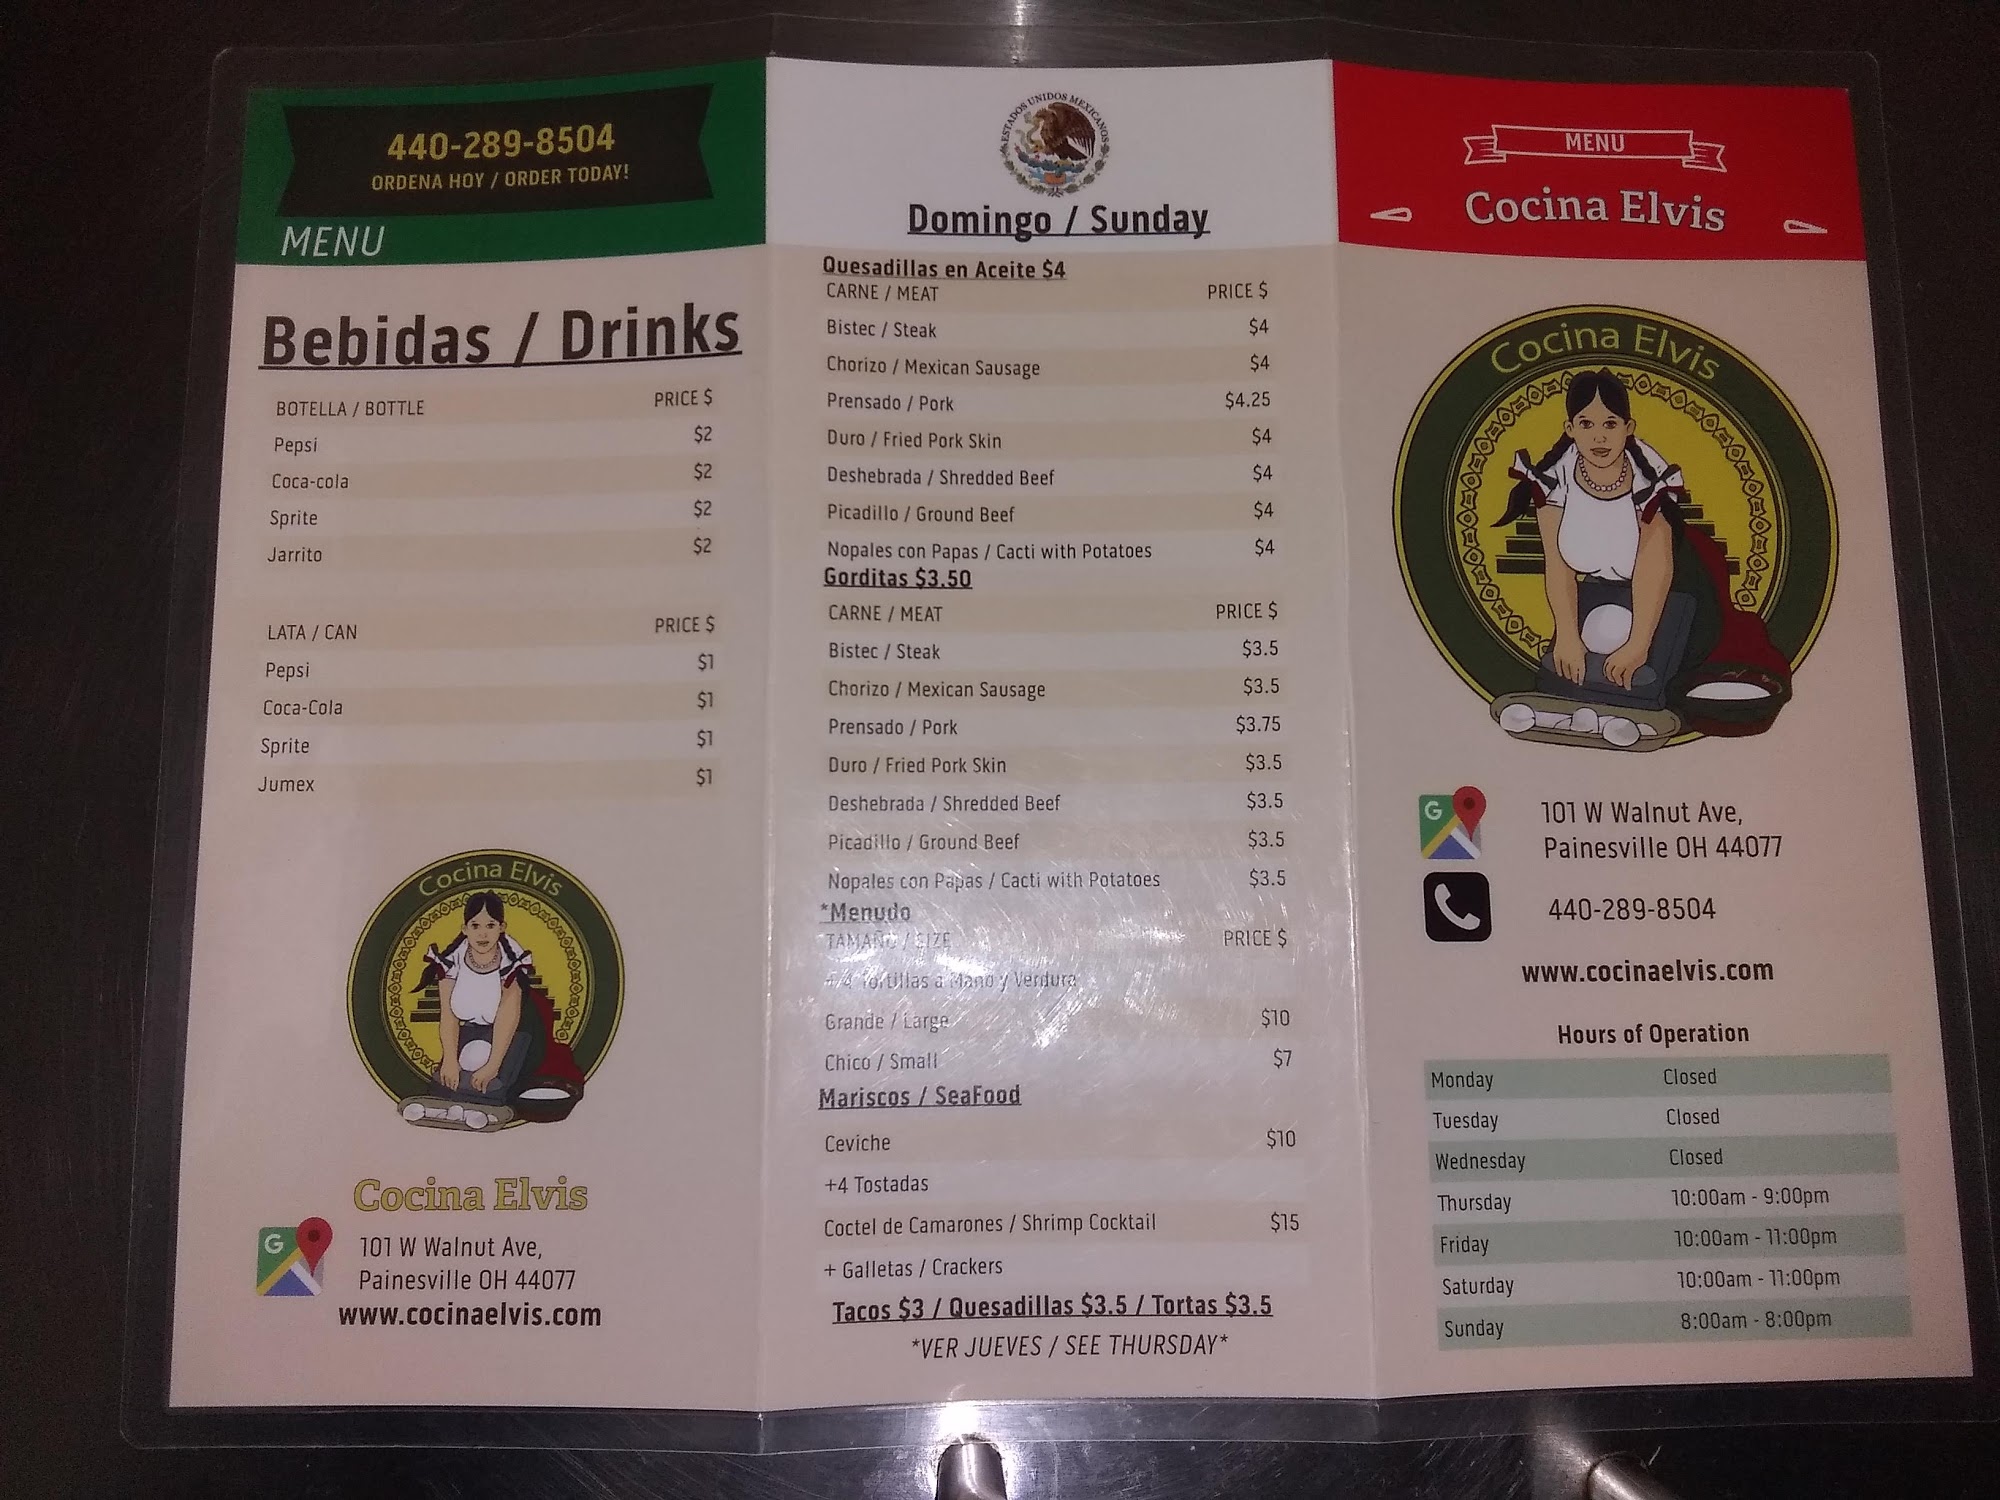 440-289-8504
ORDENA HOY / ORDER TODAY!
MENU
Bebidas / Drinks
BOTELLA / BOTTLE PRICE $
Pepsi $2
Coca-cola $2
Sprite $2
Jarrito $2
LATA / CAN PRICE $
Pepsi $1
Coca-Cola $1
Sprite $1
Jumex $1
Cocina Elvis
Cocina Elvis
G
101 W Walnut Ave,
Painesville OH 44077
www.cocinaelvis.com
ESTADOS UNIDOS MEXICANOS
Domingo / Sunday
Quesadillas en Aceite $4
CARNE / MEAT PRICE $
Bistec / Steak $4
Chorizo / Mexican Sausage $4
Prensado / Pork $4.25
Duro / Fried Pork Skin $4
Deshebrada / Shredded Beef $4
Picadillo / Ground Beef $4
Nopales con Papas / Cacti with Potatoes $4
Gorditas $3.50
CARNE / MEAT PRICE $
Bistec / Steak $3.5
Chorizo / Mexican Sausage $3.5
Prensado / Pork $3.75
Duro / Fried Pork Skin $3.5
Deshebrada / Shredded Beef $3.5
Picadillo / Ground Beef $3.5
Nopales con Papas / Cacti with Potatoes $3.5
*Menudo
TAMAÑO / SIZE PRICE $
Tortillas a Mano y Verdura
Grande / Large $10
Chico / Small $7
Mariscos / SeaFood
Ceviche $10
+4 Tostadas
Coctel de Camarones / Shrimp Cocktail $15
+ Galletas / Crackers
Tacos $3 / Quesadillas $3.5 / Tortas $3.5
*VER JUEVES / SEE THURSDAY*
MENU
Cocina Elvis
Cocina Elvis
G
101 W Walnut Ave,
Painesville OH 44077
440-289-8504
www.cocinaelvis.com
Hours of Operation
Monday Closed
Tuesday Closed
Wednesday Closed
Thursday 10:00am - 9:00pm
Friday 10:00am - 11:00pm
Saturday 10:00am - 11:00pm
Sunday 8:00am - 8:00pm